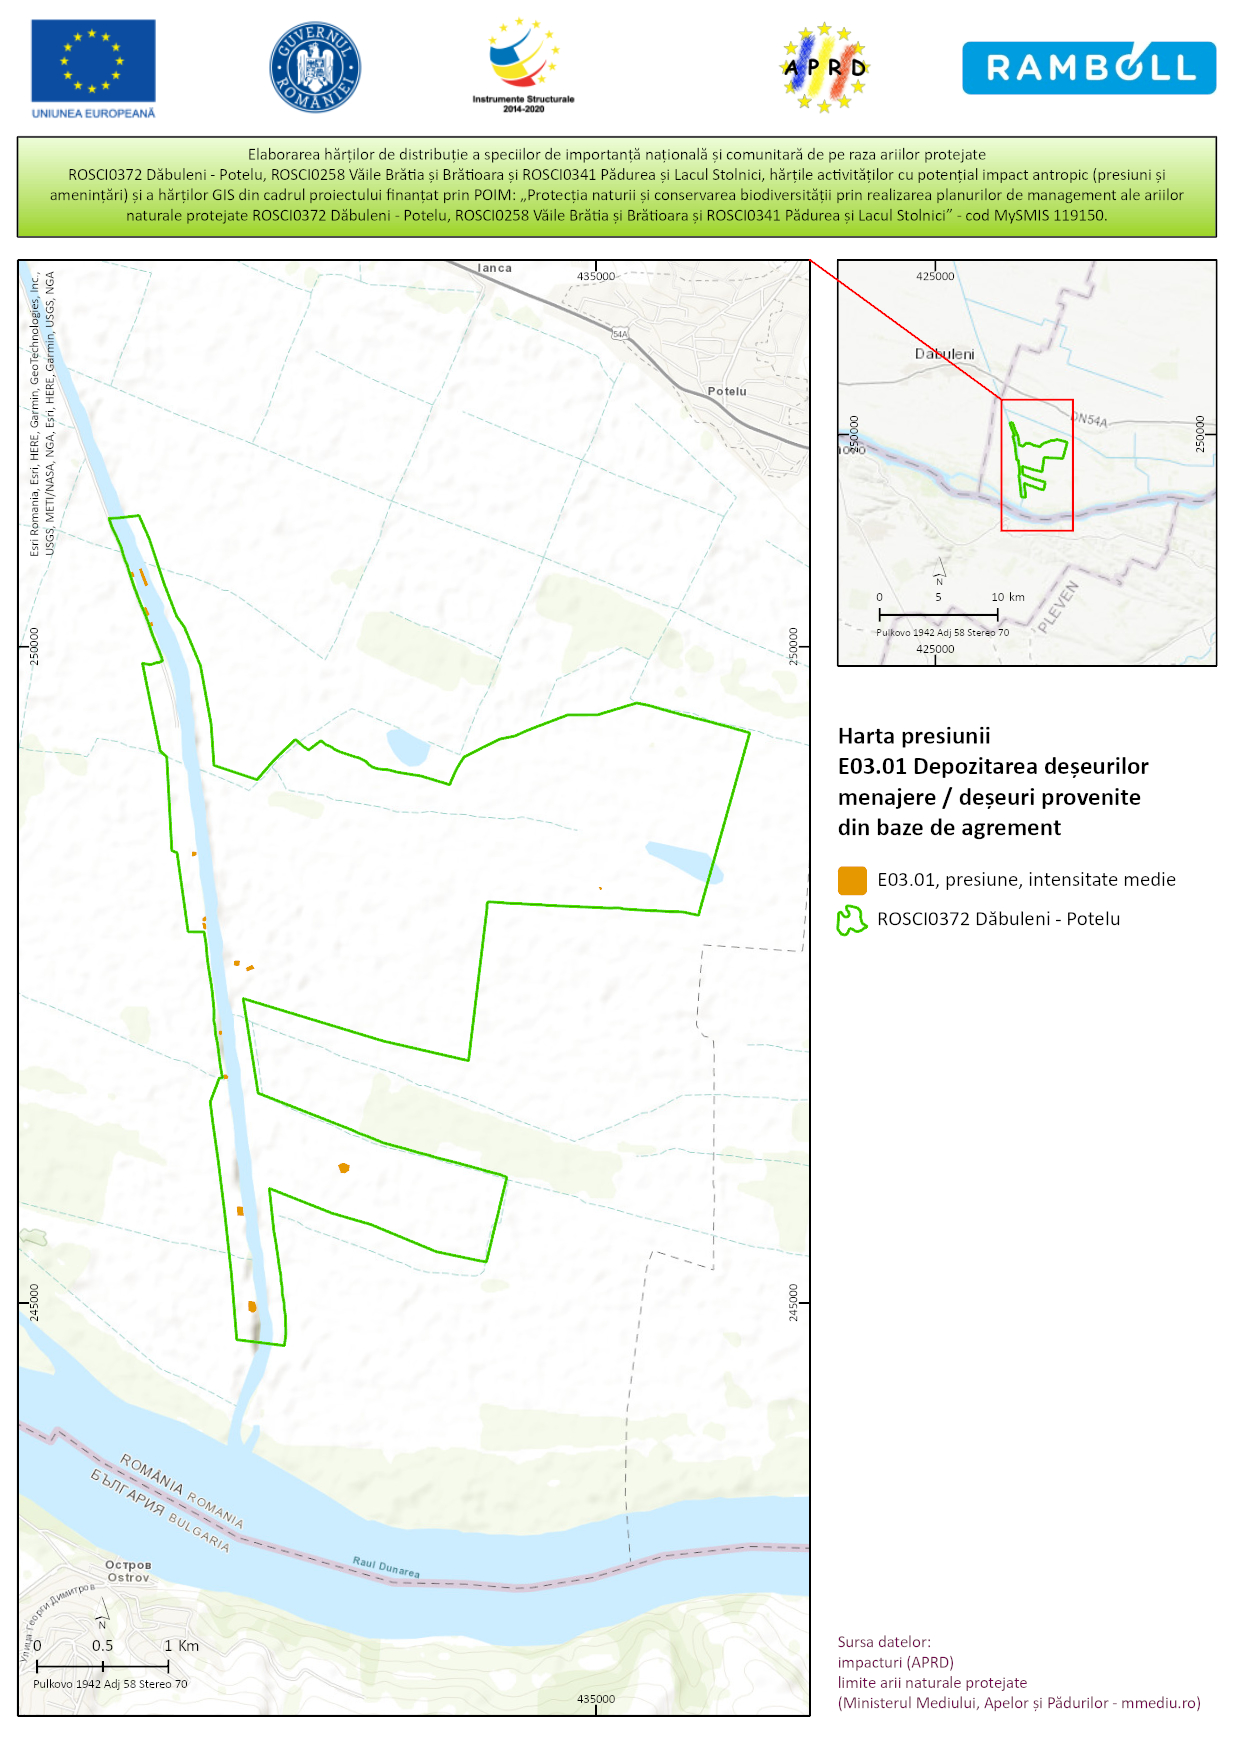 UNIUNEA EUROPEANĂ
GUVERNUL ROMÂNIEI
Instrumente Structurale
2014-2020
APRD
RAMBOLL
Elaborarea hărților de distribuție a speciilor de importanță națională și comunitară de pe raza ariilor protejate
ROSCI0372 Dăbuleni - Potelu, ROSCI0258 Văile Brătia și Brătioara și ROSCI0341 Pădurea și Lacul Stolnici, hărțile activităților cu potențial impact antropic (presiuni și
amenințări) și a hărților GIS din cadrul proiectului finanțat prin POIM: „Protecția naturii si conservarea biodiversității prin realizarea planurilor de management ale ariilor
naturale protejate ROSCI0372 Dăbuleni - Potelu, ROSCI0258 Văile Brătia și Brătioara și ROSCI0341 Pădurea și Lacul Stolnici” - cod MySMIS 119150.
Esri Romania, Esri, HERE, Garmin, GeoTechnologies, Inc.,
USGS, METI/NASA, NGA, Esri, HERE, Garmin, USGS, NGA
Ianca
435000
54A
Potelu
250000
250000
245000
245000
ROMÂNIA ROMANIA
БЪЛГАРИЯ BULGARIA
Raul Dunarea
Остров
Ostrov
Улица Георги Димитров
N
0 0.5 1 Km
Pulkovo 1942 Adj 58 Stereo 70
435000
425000
Dabuleni
DN54A
250000
250000
PLEVEN
N
0 5 10 km
Pulkovo 1942 Adj 58 Stereo 70
425000
Harta presiunii
E03.01 Depozitarea deșeurilor
menajere / deșeuri provenite
din baze de agrement
E03.01, presiune, intensitate medie
ROSCI0372 Dăbuleni - Potelu
Sursa datelor:
impacturi (APRD)
limite arii naturale protejate
(Ministerul Mediului, Apelor și Pădurilor - mmediu.ro)